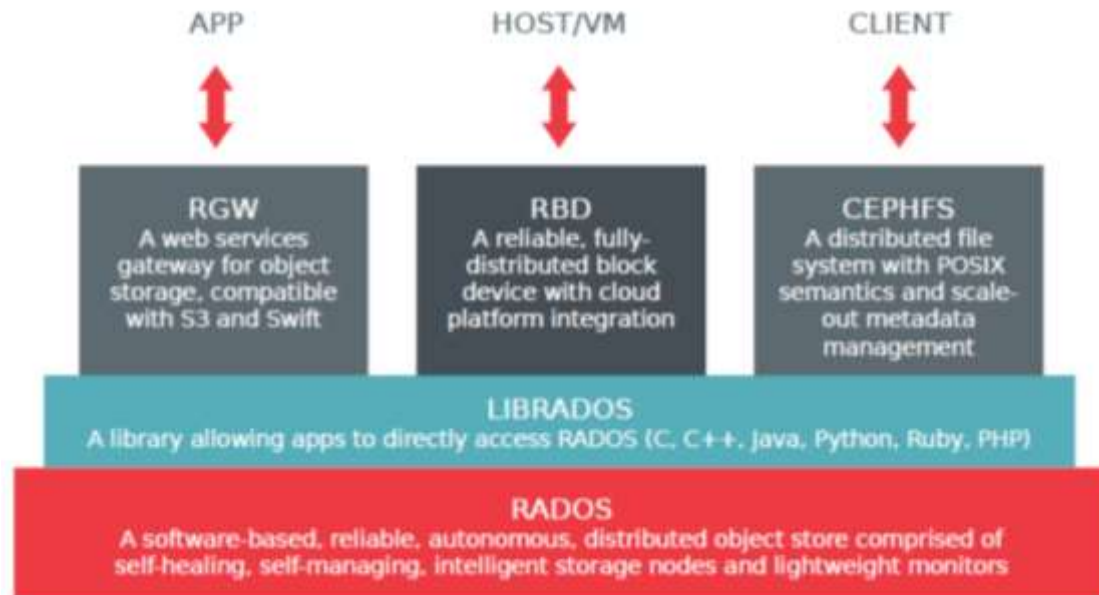 APP
HOST/VM
CLIENT
RGW
A web services
gateway for object
storage, compatible
with S3 and Swift
RBD
A reliable, fully-
distributed block
device with cloud
platform integration
CEPHFS
A distributed file
system with POSIX
semantics and scale-
out metadata
management
LIBRADOS
A library allowing apps to directly access RADOS (C, C++, Java, Python, Ruby, PHP)
RADOS
A software-based, reliable, autonomous, distributed object store comprised of
self-healing, self-managing, intelligent storage nodes and lightweight monitors